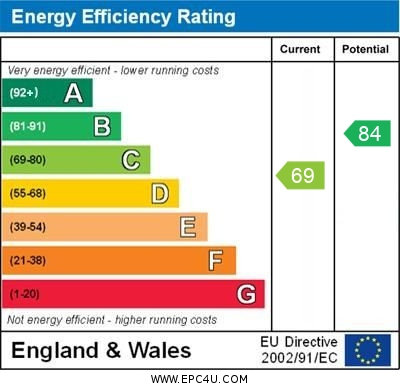 Energy Efficiency Rating
Current Potential
Very energy efficient - lower running costs
(92+) A
(81-91) B
84
(69-80) C
69
(55-68) D
(39-54) E
(21-38) F
(1-20) G
Not energy efficient - higher running costs
England & Wales
EU Directive
2002/91/EC
WWW.EPC4U.COM